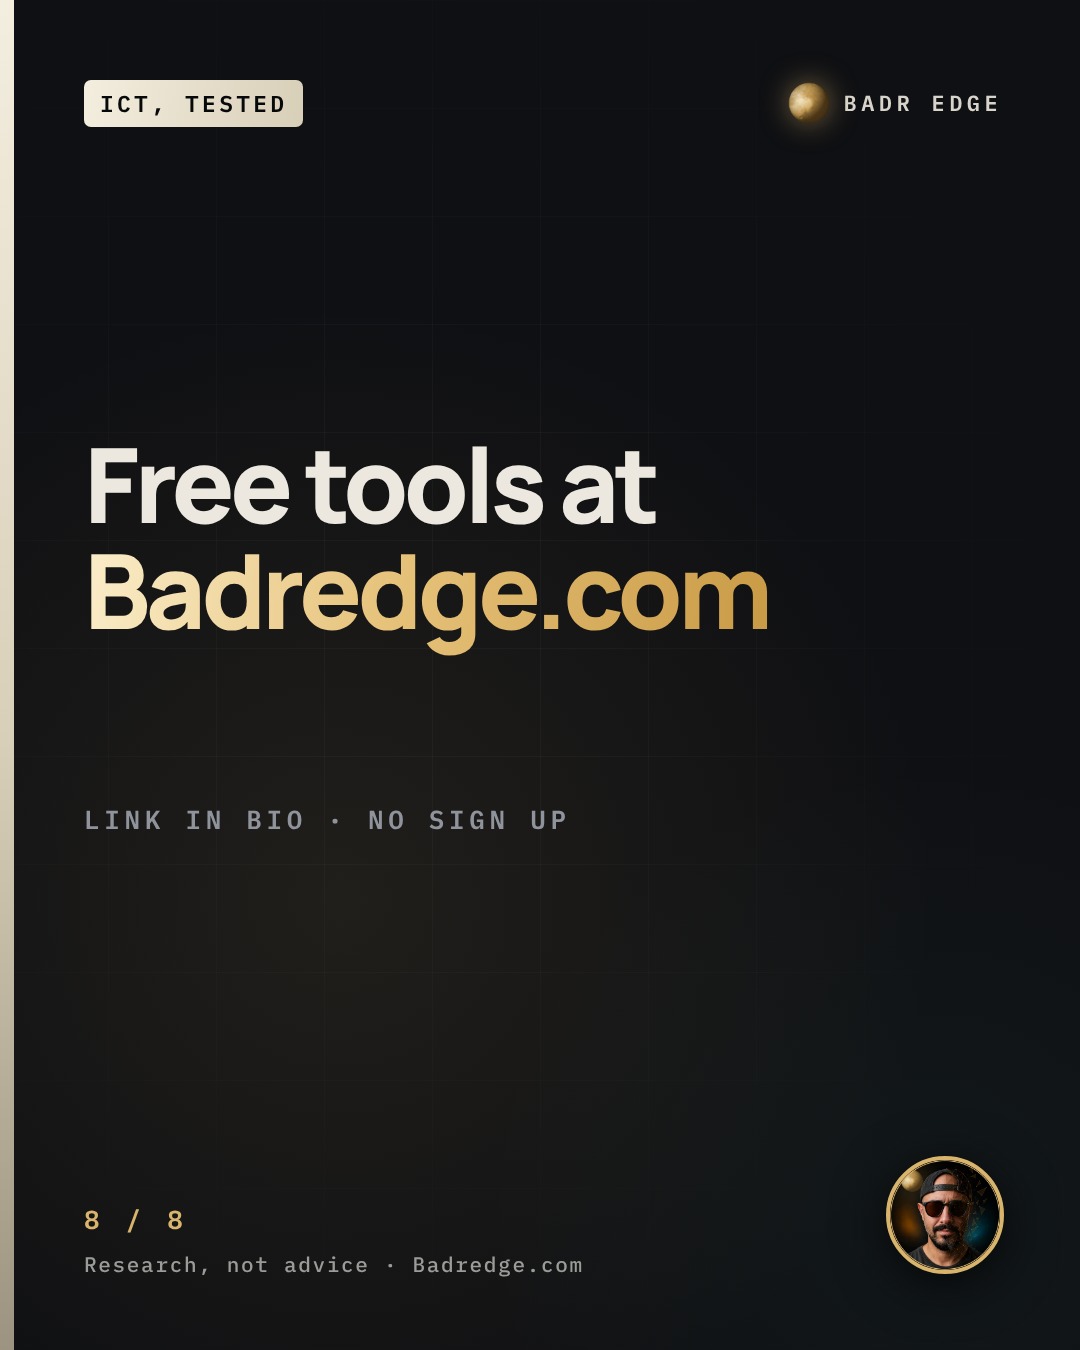 ICT, TESTED
BADR EDGE
Free tools at
Badredge.com
LINK IN BIO · NO SIGN UP
8 / 8
Research, not advice · Badredge.com